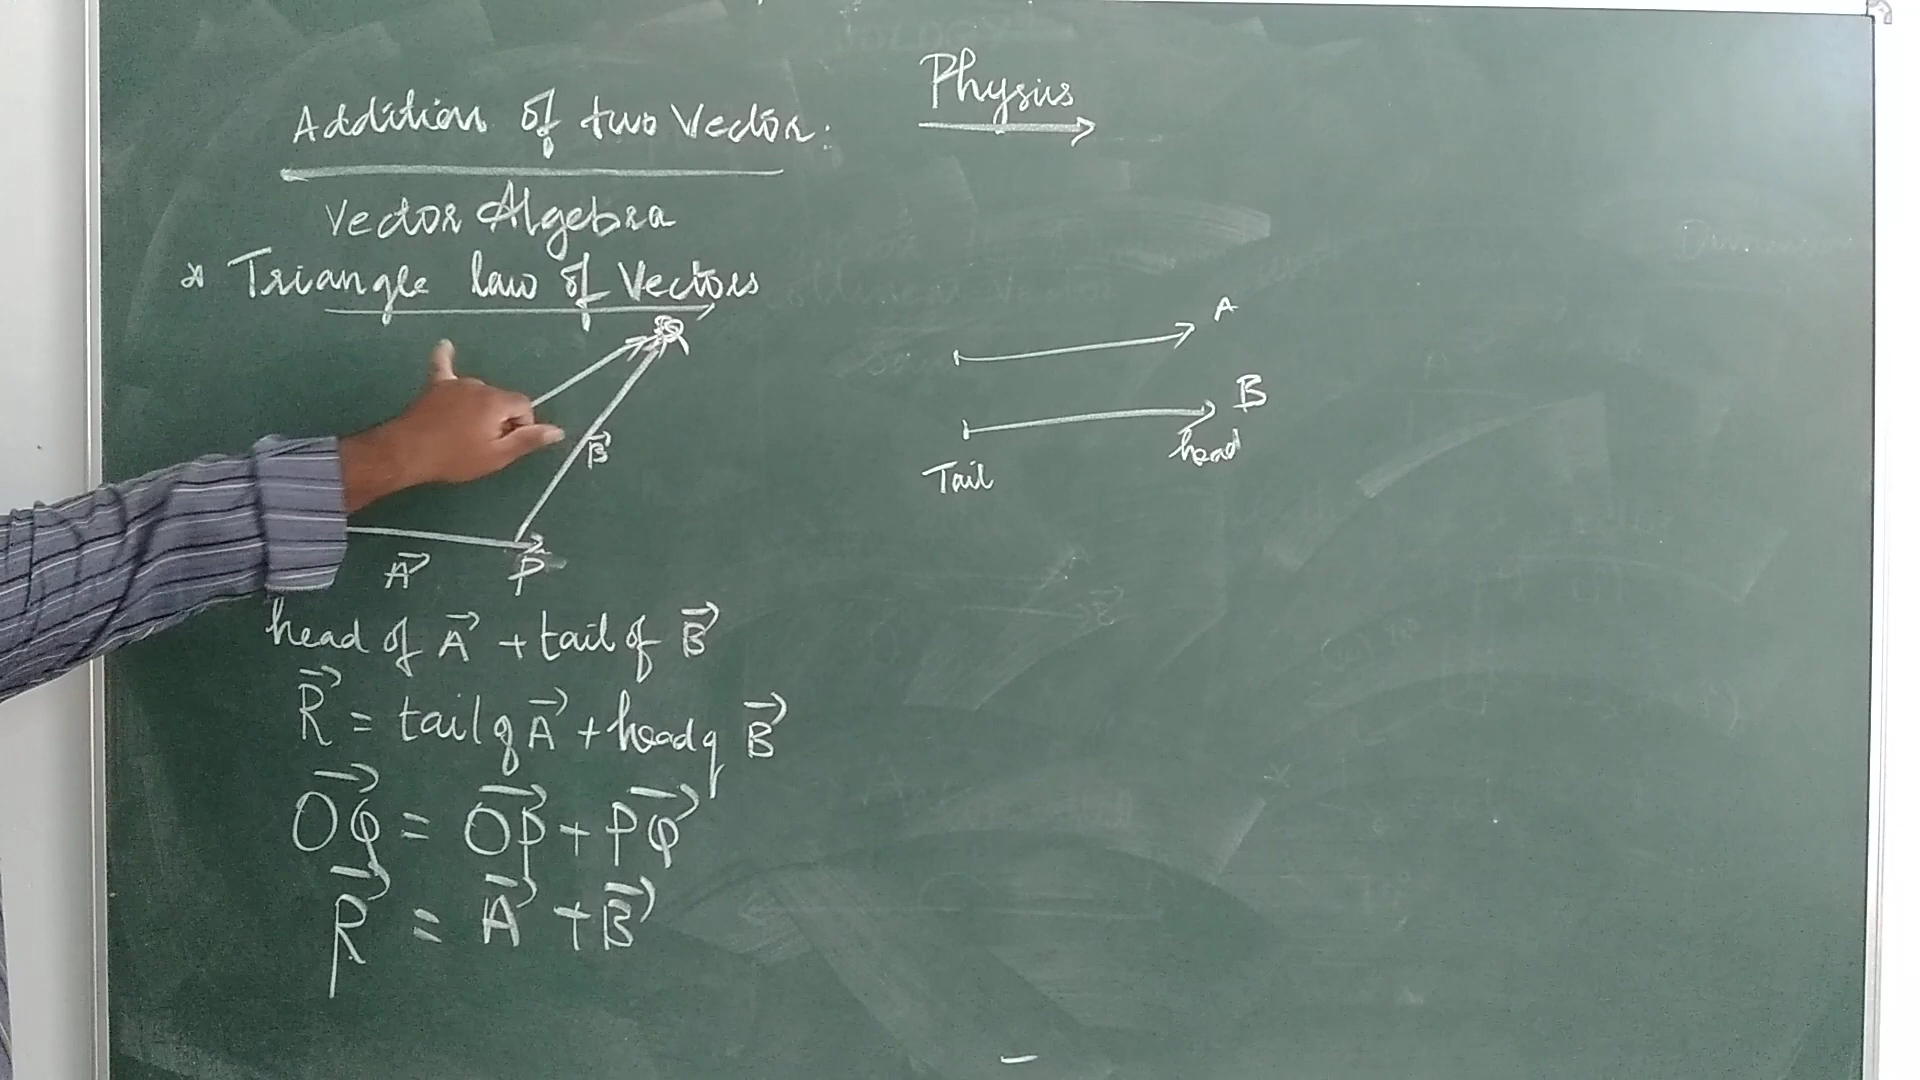 Addition of two Vector:
Vector Algebra
Triangle law of Vectors
Q
B⃗
A⃗
P
head of A⃗ + tail of B⃗
R⃗ = tail of A⃗ + head of B⃗
OQ⃗ = OP⃗ + PQ⃗
R⃗ = A⃗ + B⃗
Physics
A
B
head
Tail